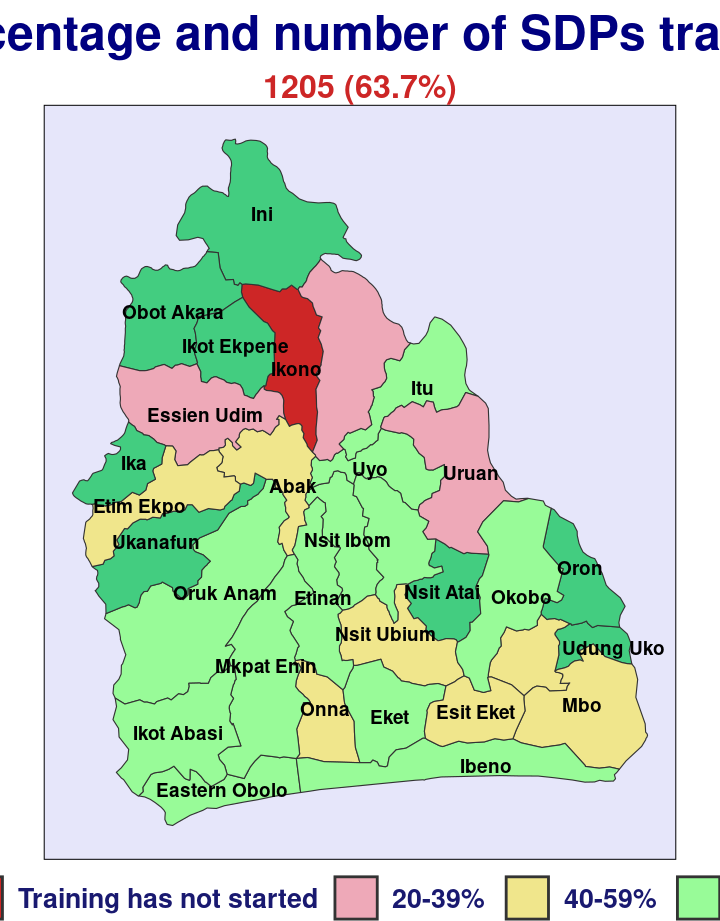 centage and number of SDPs tra
1205 (63.7%)
Ini
Obot Akara
Ikot Ekpene
Ikono
Itu
Essien Udim
Ika
Uyo
Uruan
Abak
Etim Ekpo
Ukanafun
Nsit Ibom
Oron
Oruk Anam
Etinan
Nsit Atai
Okobo
Nsit Ubium
Udung Uko
Mkpat Enin
Onna
Eket
Esit Eket
Mbo
Ikot Abasi
Ibeno
Eastern Obolo
Training has not started 20-39% 40-59%